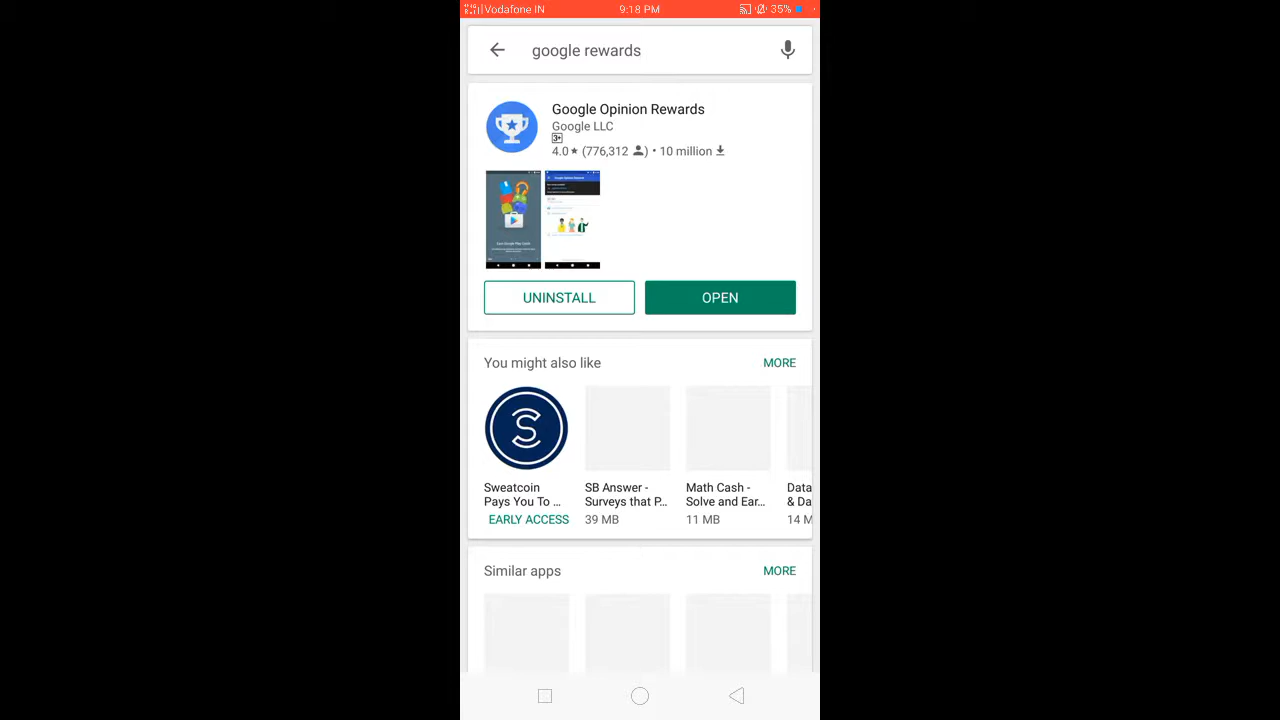 Vodafone IN 9:18 PM 35%
google rewards
Google Opinion Rewards
Google LLC
3+
4.0★ (776,312) • 10 million
UNINSTALL OPEN
You might also like MORE
Sweatcoin
Pays You To ...
EARLY ACCESS
SB Answer -
Surveys that P...
39 MB
Math Cash -
Solve and Ear...
11 MB
Data
& Da
14 M
Similar apps MORE